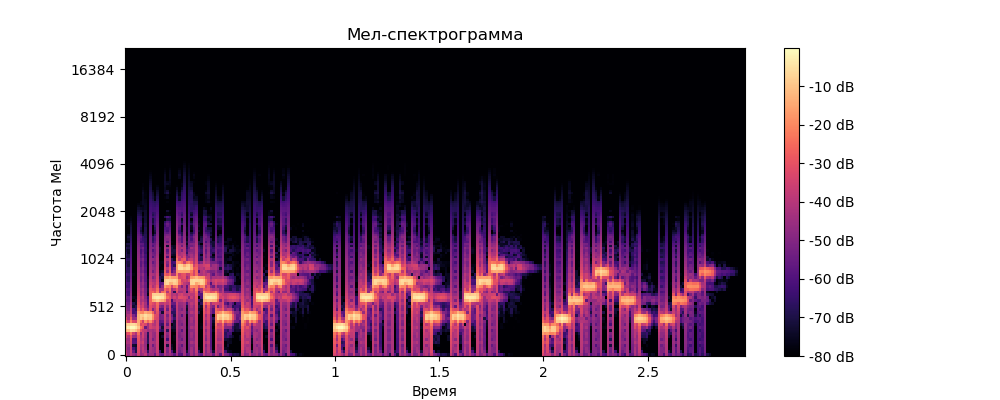 Мел-спектрограмма
Частота Mel
16384
8192
4096
2048
1024
512
0
0
0.5
1
1.5
2
2.5
Время
-10 dB
-20 dB
-30 dB
-40 dB
-50 dB
-60 dB
-70 dB
-80 dB